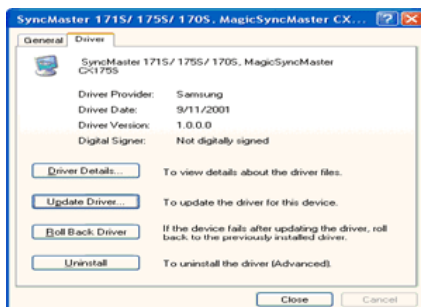 SyncMaster 171S/ 175S/ 170S, MagicSyncMaster CX...
General Driver
SyncMaster 171S/ 175S/ 170S, MagicSyncMaster
CX175S
Driver Provider: Samsung
Driver Date: 9/11/2001
Driver Version: 1.0.0.0
Digital Signer: Not digitally signed
Driver Details... To view details about the driver files.
Update Driver... To update the driver for this device.
Roll Back Driver If the device fails after updating the driver, roll
back to the previously installed driver.
Uninstall To uninstall the driver (Advanced).
Close Cancel